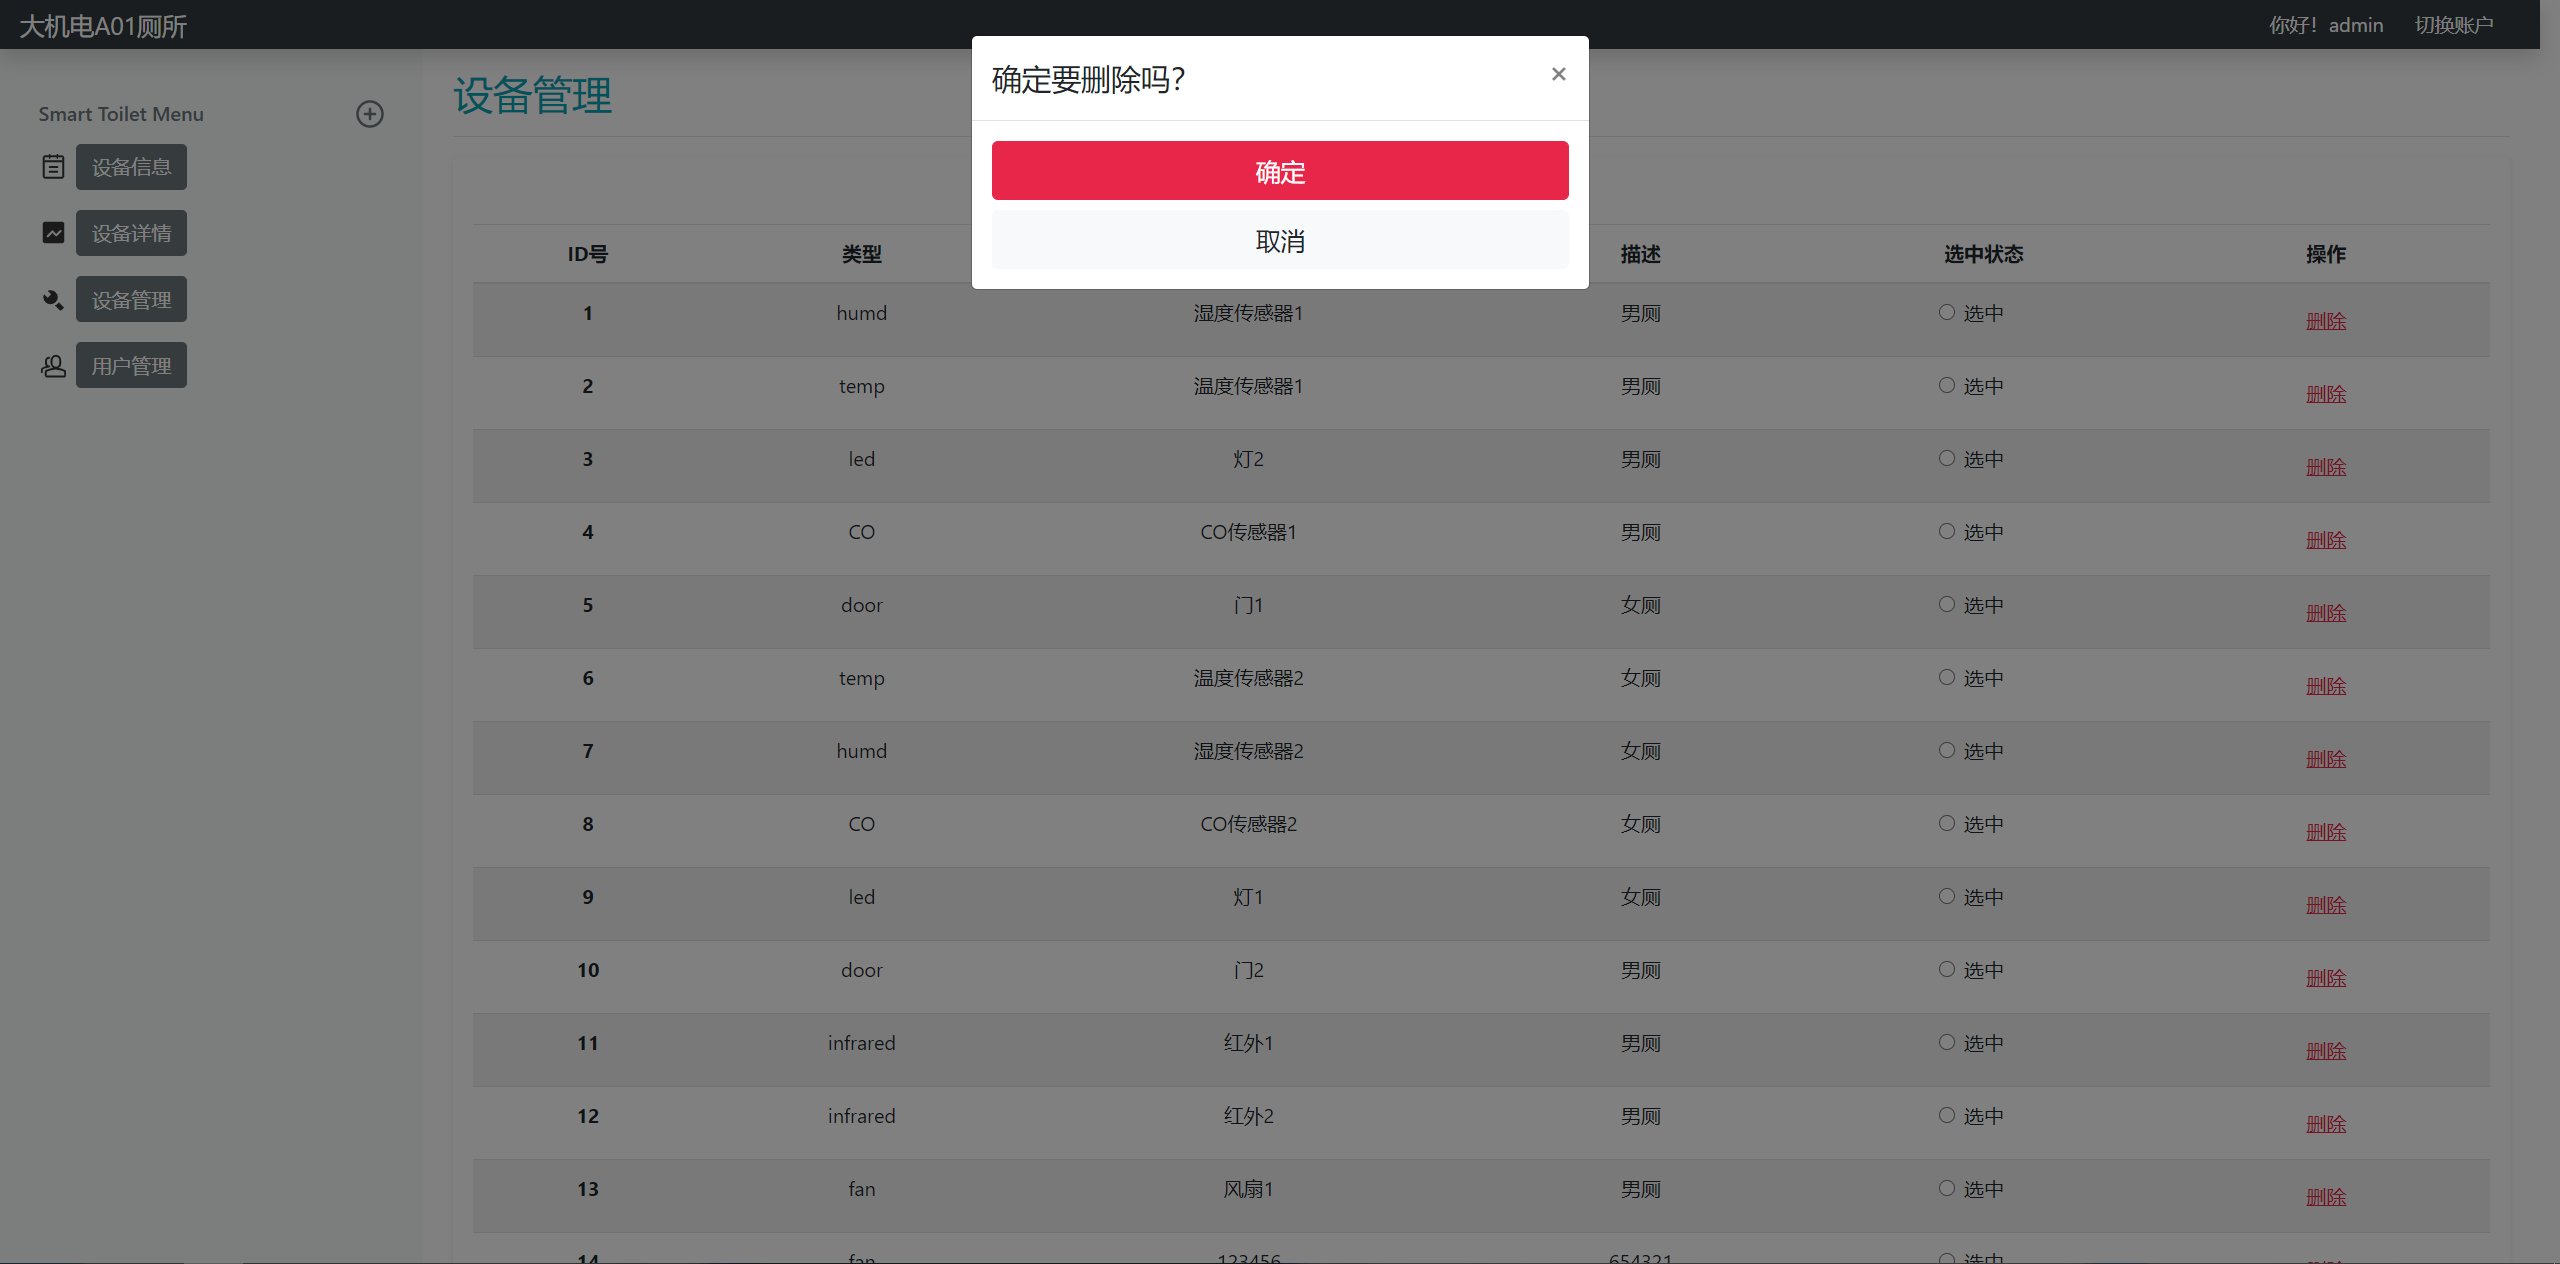 大机电A01厕所
你好！admin 切换账户
确定要删除吗？
×
确定
取消
Smart Toilet Menu
设备信息
设备详情
设备管理
用户管理
设备管理
ID号 类型 描述 选中状态 操作
1 humd 湿度传感器1 男厕 选中 删除
2 temp 温度传感器1 男厕 选中 删除
3 led 灯2 男厕 选中 删除
4 CO CO传感器1 男厕 选中 删除
5 door 门1 女厕 选中 删除
6 temp 温度传感器2 女厕 选中 删除
7 humd 湿度传感器2 女厕 选中 删除
8 CO CO传感器2 女厕 选中 删除
9 led 灯1 女厕 选中 删除
10 door 门2 男厕 选中 删除
11 infrared 红外1 男厕 选中 删除
12 infrared 红外2 男厕 选中 删除
13 fan 风扇1 男厕 选中 删除
14 fan 123456 654321 选中